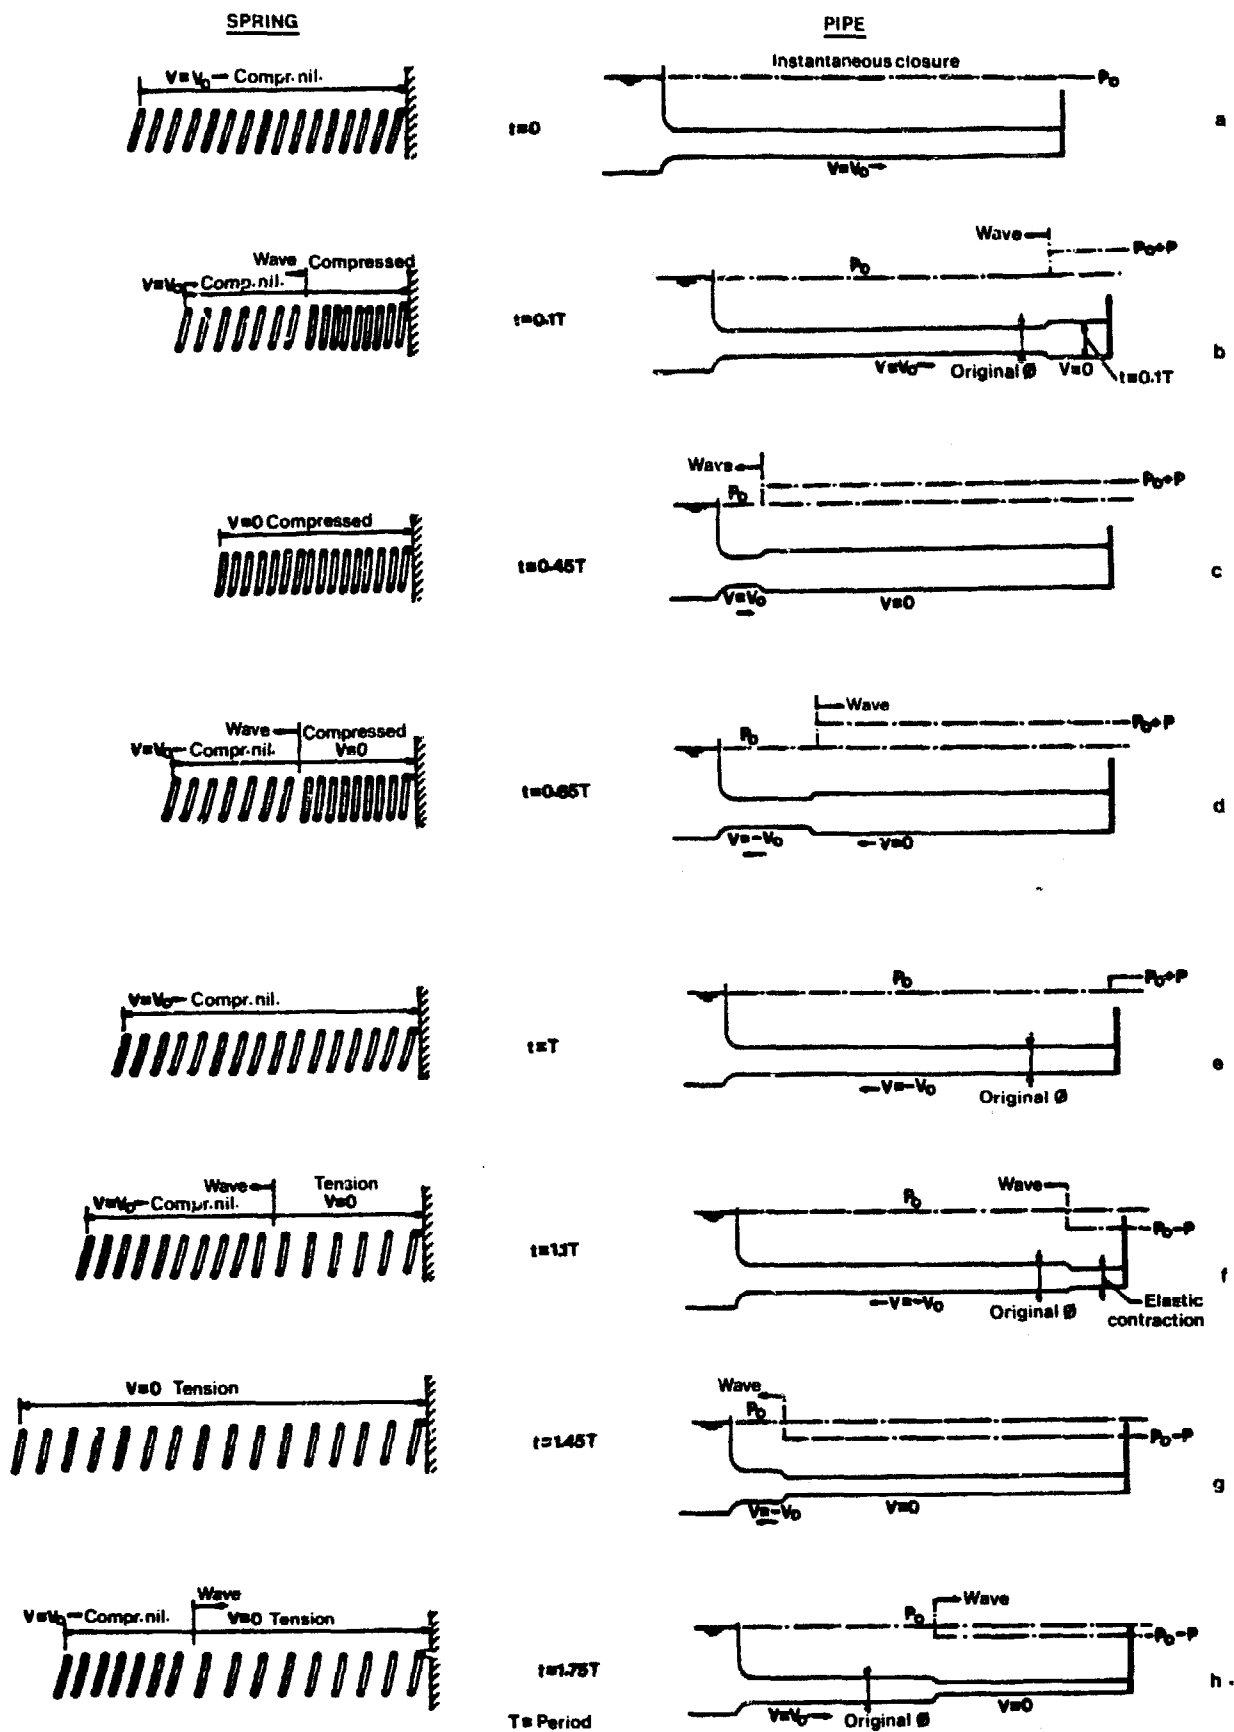 SPRING
PIPE
V=V₀ Compr. nil.
t=0
Instantaneous closure
P₀
V=V₀
a
Wave Compressed
V=V₀ Comp. nil.
t=0.1T
Wave
P₀+P
P₀
V=V₀
Original Ø
V=0
t=0.1T
b
V=0 Compressed
t=0.45T
Wave
P₀
P₀+P
V=V₀
V=0
c
Wave Compressed
V=V₀ Compr. nil. V=0
t=0.65T
Wave
P₀
P₀+P
V=-V₀
V=0
d
V=V₀ Compr. nil.
t=T
P₀
P₀+P
V=-V₀
Original Ø
e
Wave Tension
V=V₀ Compr. nil. V=0
t=1.1T
P₀
Wave
P₀-P
V=-V₀
Original Ø
Elastic
contraction
f
V=0 Tension
t=1.45T
Wave
P₀
P₀-P
V=-V₀
V=0
g
Wave
V=V₀ Compr. nil. V=0 Tension
t=1.75T
P₀
Wave
P₀-P
V=V₀
Original Ø
V=0
h.
T= Period